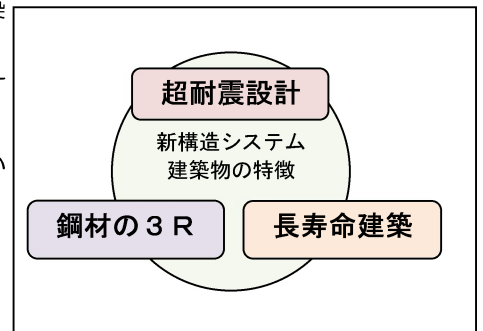 超耐震設計
新構造システム
建築物の特徴
鋼材の３Ｒ
長寿命建築